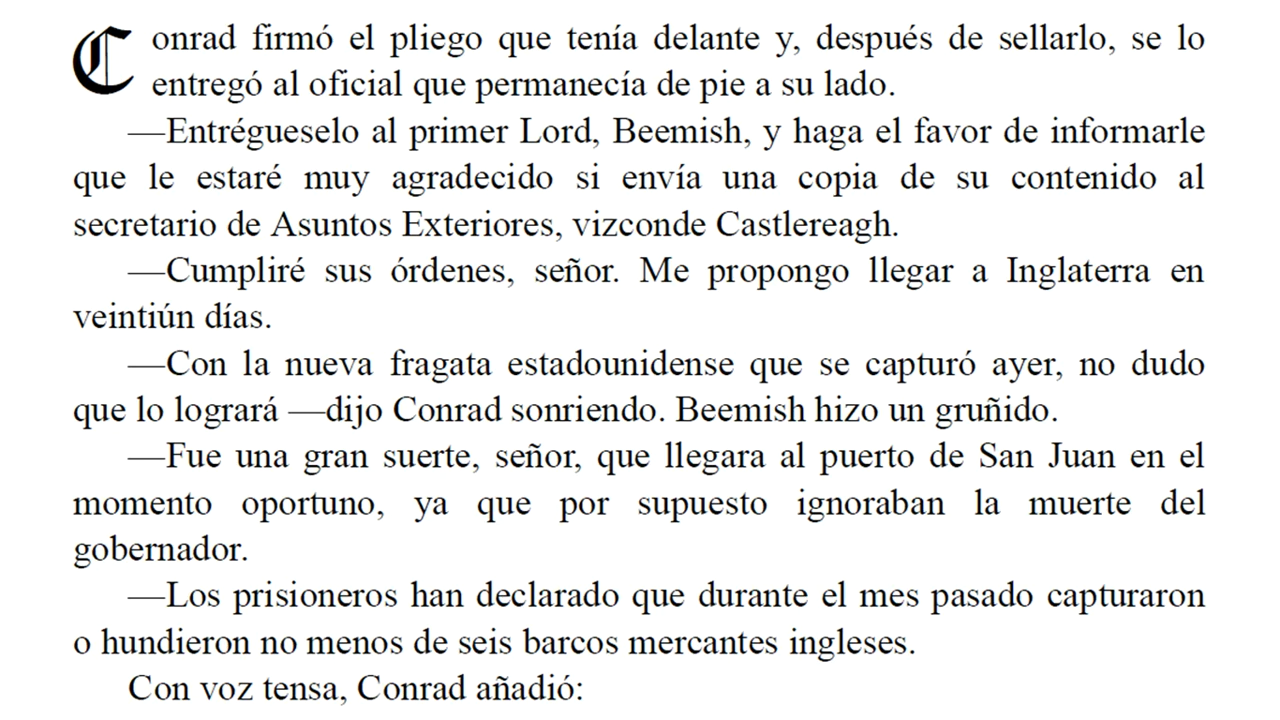 Conrad firmó el pliego que tenía delante y, después de sellarlo, se lo
entregó al oficial que permanecía de pie a su lado.
—Entrégueselo al primer Lord, Beemish, y haga el favor de informarle
que le estaré muy agradecido si envía una copia de su contenido al
secretario de Asuntos Exteriores, vizconde Castlereagh.
—Cumpliré sus órdenes, señor. Me propongo llegar a Inglaterra en
veintiún días.
—Con la nueva fragata estadounidense que se capturó ayer, no dudo
que lo logrará —dijo Conrad sonriendo. Beemish hizo un gruñido.
—Fue una gran suerte, señor, que llegara al puerto de San Juan en el
momento oportuno, ya que por supuesto ignoraban la muerte del
gobernador.
—Los prisioneros han declarado que durante el mes pasado capturaron
o hundieron no menos de seis barcos mercantes ingleses.
Con voz tensa, Conrad añadió: